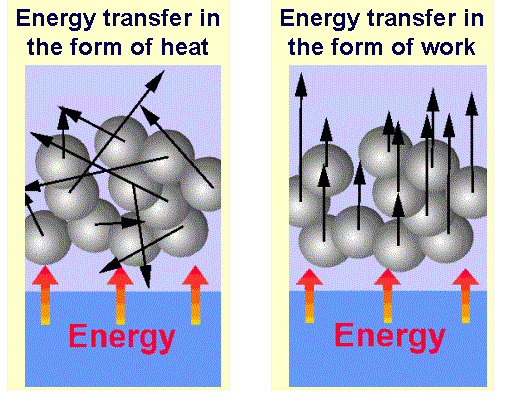 Energy transfer in
the form of heat
Energy
Energy transfer in
the form of work
Energy